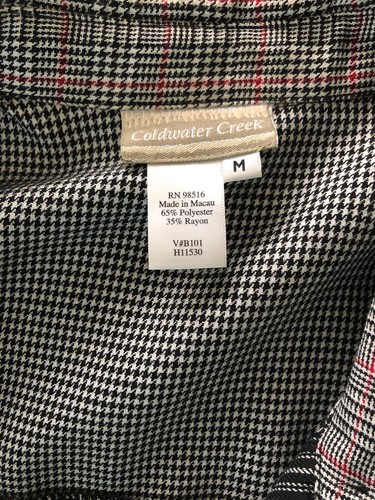 Coldwater Creek
M
RN 98516
Made in Macau
65% Polyester
35% Rayon
V#B101
H11530